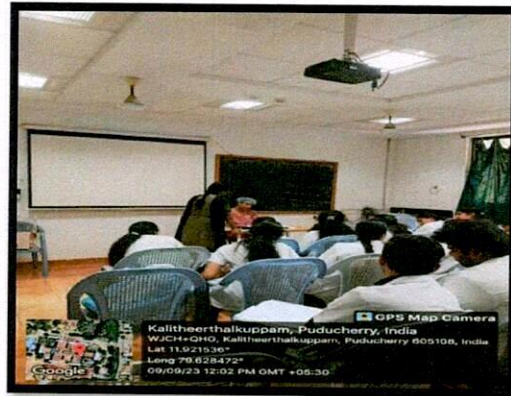 GPS Map Camera
Kalitheerthalkuppam, Puducherry, India
WJCH+QHG, Kalitheerthalkuppam, Puducherry 605108, India
Lat 11.921536°
Long 79.628472°
09/09/23 12:02 PM GMT +05:30
Google